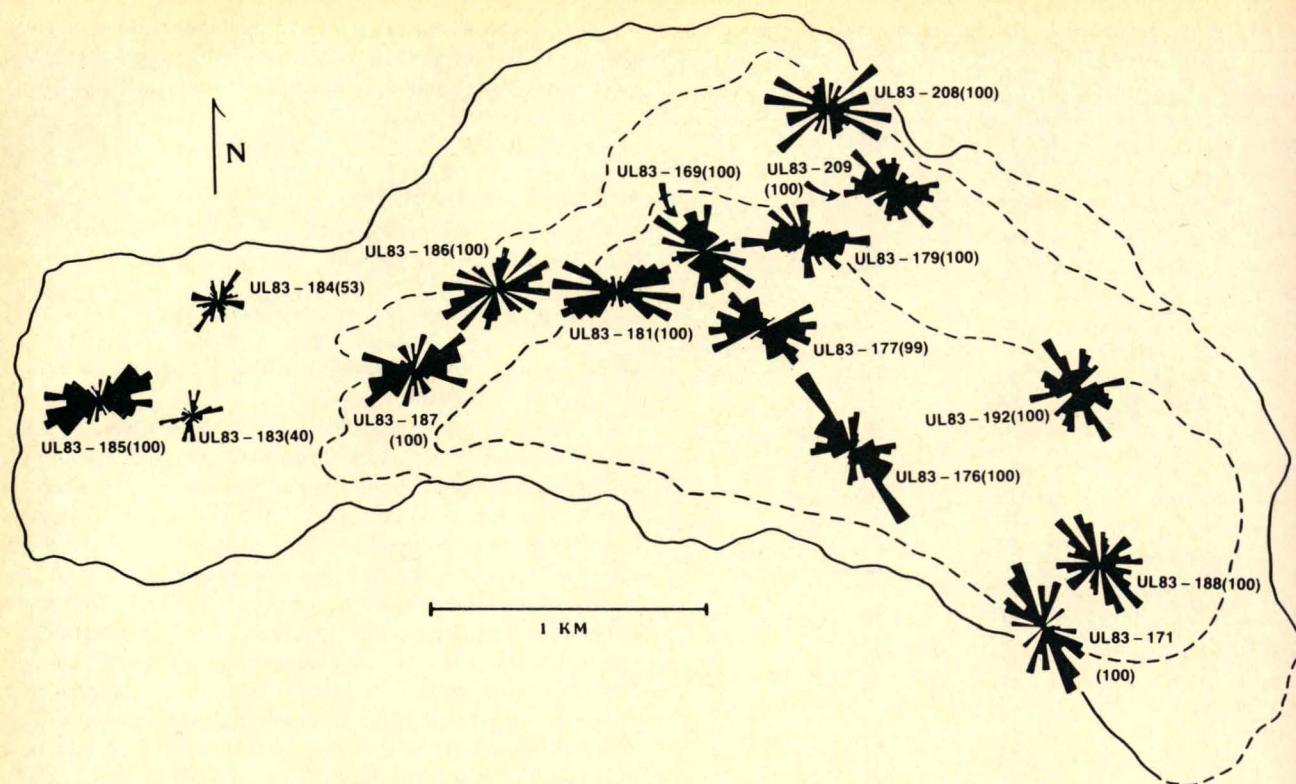 UL83-208(100)
N
UL83-169(100)
UL83-209
(100)
UL83-186(100)
UL83-179(100)
UL83-184(53)
UL83-181(100)
UL83-177(99)
UL83-187
(100)
UL83-192(100)
UL83-185(100)
UL83-183(40)
UL83-176(100)
UL83-188(100)
1 KM
UL83-171
(100)